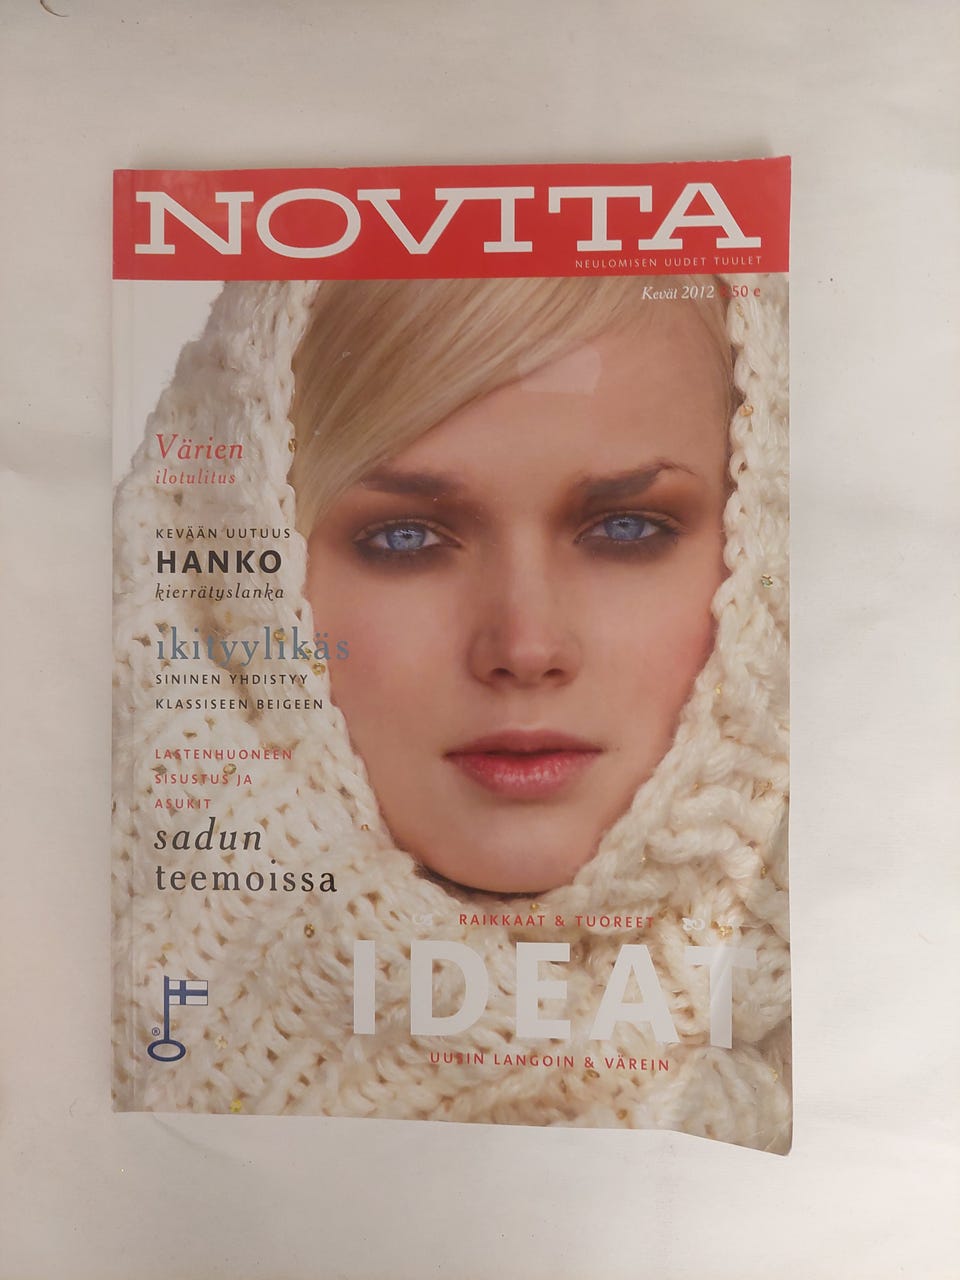 NOVITA
NEULOMISEN UUDET TUULET
Kevät 2012 50 e
Värien
ilotulitus
KEVÄÄN UUTUUS
HANKO
kierrätyslanka
ikityylikäs
SININEN YHDISTYY
KLASSISEEN BEIGEEN
LASTENHUONEEN
SISUSTUS JA
ASUKIT
sadun
teemoissa
RAIKKAAT & TUOREET
IDEAT
UUSIN LANGOIN & VÄREIN
®